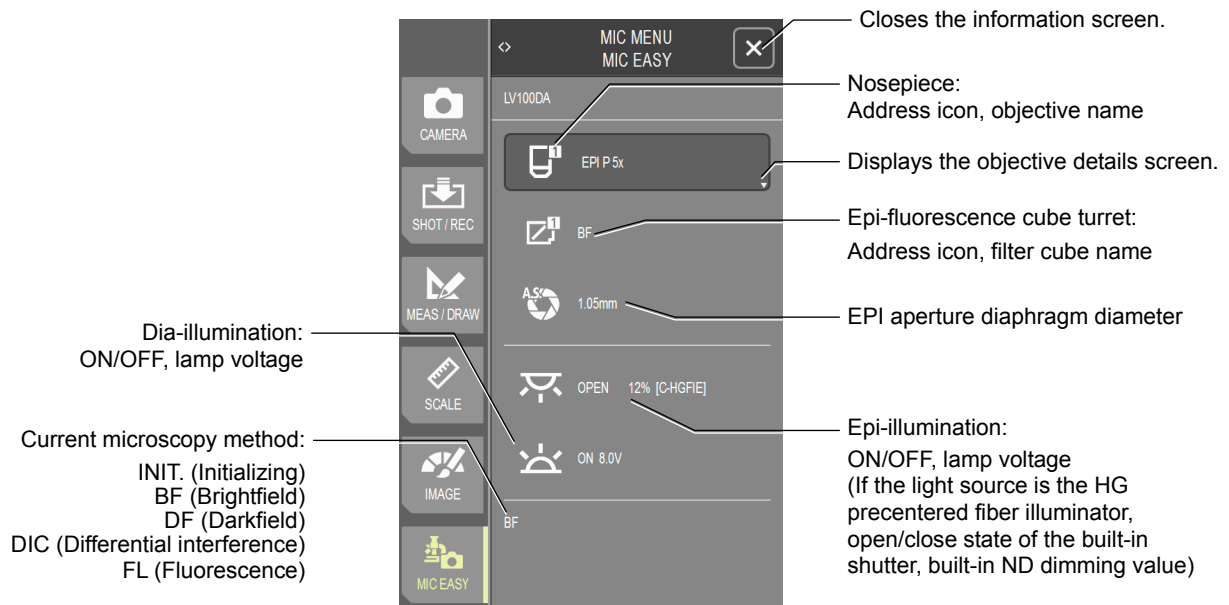 Closes the information screen.
MIC MENU
MIC EASY
Nosepiece:
Address icon, objective name
LV100DA
CAMERA
1
EPI P 5x
Displays the objective details screen.
SHOT / REC
1
BF
Epi-fluorescence cube turret:
Address icon, filter cube name
MEAS / DRAW
A.S.
1.05mm
EPI aperture diaphragm diameter
Dia-illumination:
ON/OFF, lamp voltage
SCALE
OPEN 12% [C-HGFIE]
Epi-illumination:
ON/OFF, lamp voltage
(If the light source is the HG
precentered fiber illuminator,
open/close state of the built-in
shutter, built-in ND dimming value)
Current microscopy method:
INIT. (Initializing)
BF (Brightfield)
DF (Darkfield)
DIC (Differential interference)
FL (Fluorescence)
IMAGE
ON 8.0V
BF
MIC EASY